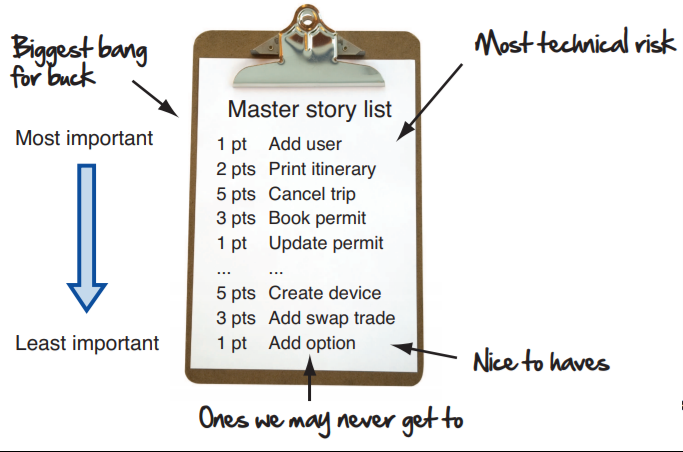 Biggest bang
for buck
Most technical risk
Master story list
Most important
1 pt Add user
2 pts Print itinerary
5 pts Cancel trip
3 pts Book permit
1 pt Update permit
... ...
5 pts Create device
3 pts Add swap trade
Least important
1 pt Add option
Nice to haves
Ones we may never get to